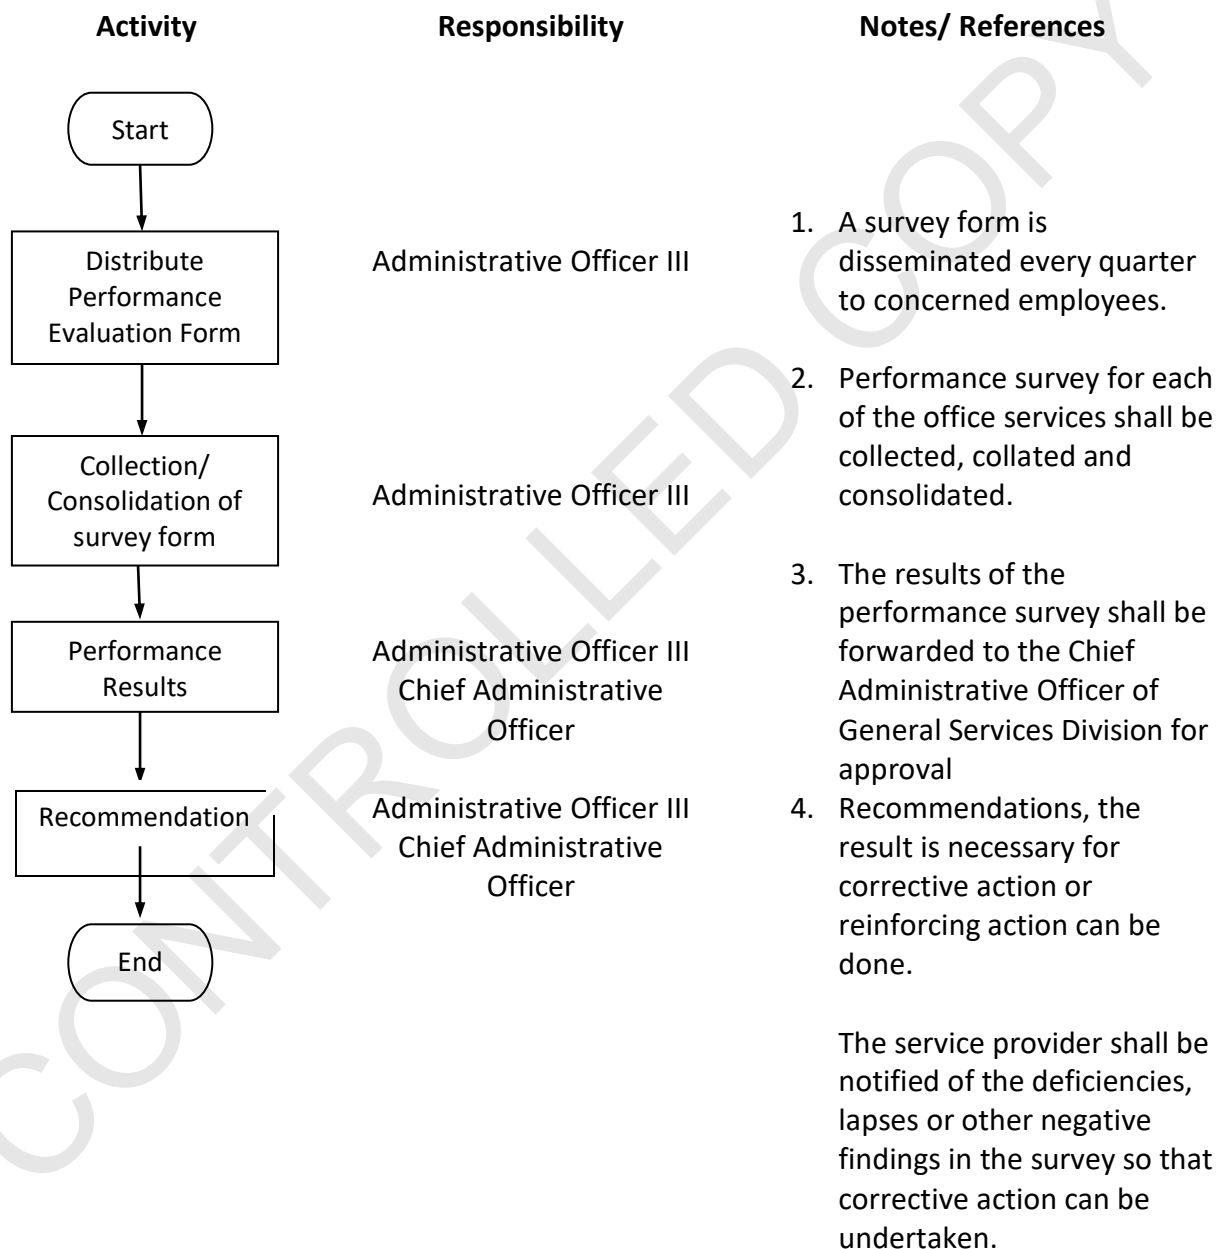 Activity
Responsibility
Notes/ References
Start
Distribute
Performance
Evaluation Form
Administrative Officer III
1. A survey form is
disseminated every quarter
to concerned employees.
Collection/
Consolidation of
survey form
Administrative Officer III
2. Performance survey for each
of the office services shall be
collected, collated and
consolidated.
Performance
Results
Administrative Officer III
Chief Administrative
Officer
3. The results of the
performance survey shall be
forwarded to the Chief
Administrative Officer of
General Services Division for
approval
Recommendation
Administrative Officer III
Chief Administrative
Officer
4. Recommendations, the
result is necessary for
corrective action or
reinforcing action can be
done.
End
The service provider shall be
notified of the deficiencies,
lapses or other negative
findings in the survey so that
corrective action can be
undertaken.
CONTROLLED COPY